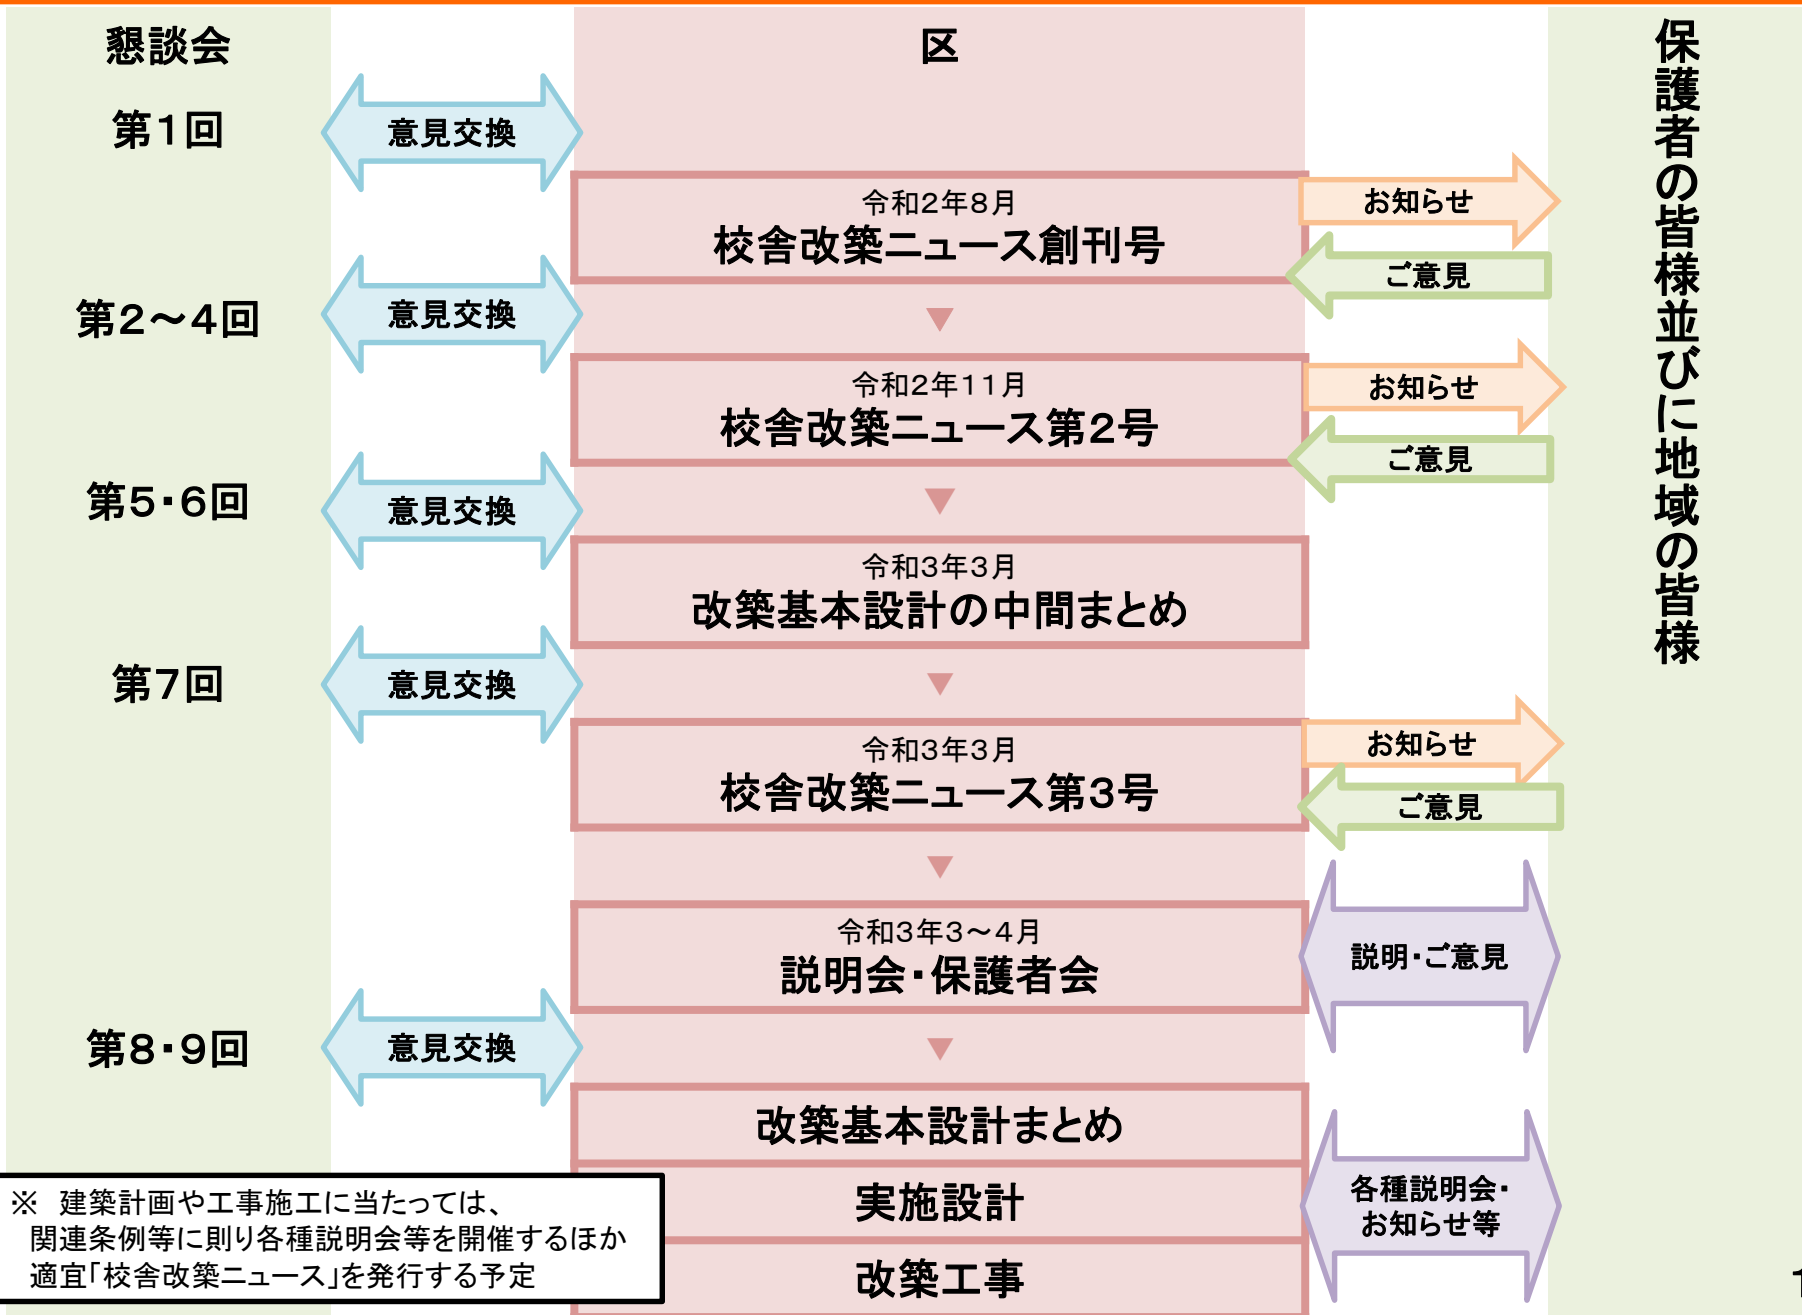 懇談会
区
保護者の皆様並びに地域の皆様
第1回
意見交換
令和2年8月
校舎改築ニュース創刊号
お知らせ
ご意見
第2～4回
意見交換
令和2年11月
校舎改築ニュース第2号
お知らせ
ご意見
第5･6回
意見交換
令和3年3月
改築基本設計の中間まとめ
第7回
意見交換
令和3年3月
校舎改築ニュース第3号
お知らせ
ご意見
令和3年3～4月
説明会･保護者会
説明･ご意見
第8･9回
意見交換
改築基本設計まとめ
実施設計
改築工事
各種説明会･
お知らせ等
※　建築計画や工事施工に当たっては、
関連条例等に則り各種説明会等を開催するほか
適宜「校舎改築ニュース」を発行する予定